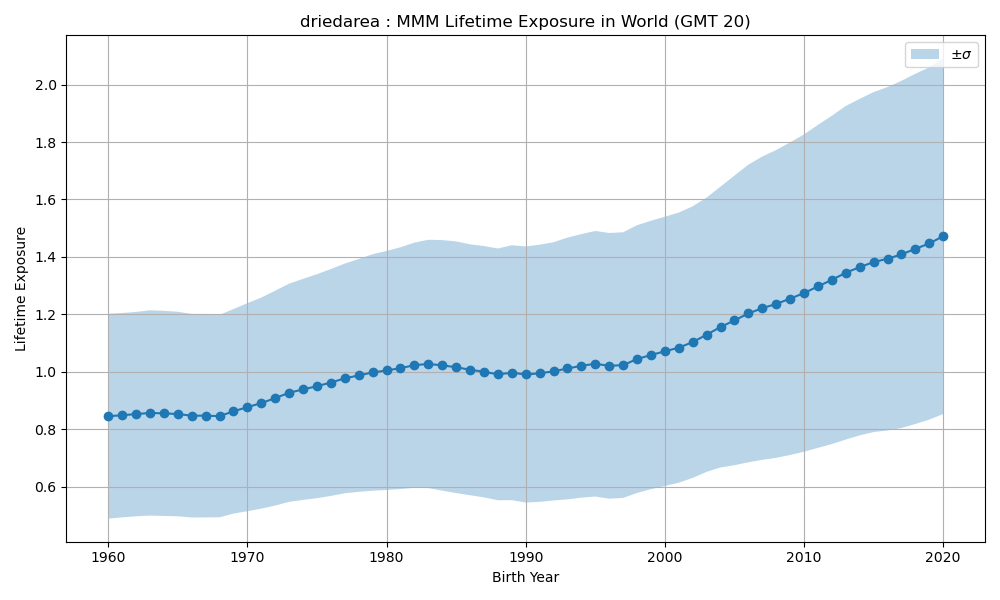 driedarea : MMM Lifetime Exposure in World (GMT 20)
±σ
Lifetime Exposure
2.0
1.8
1.6
1.4
1.2
1.0
0.8
0.6
1960 1970 1980 1990 2000 2010 2020
Birth Year